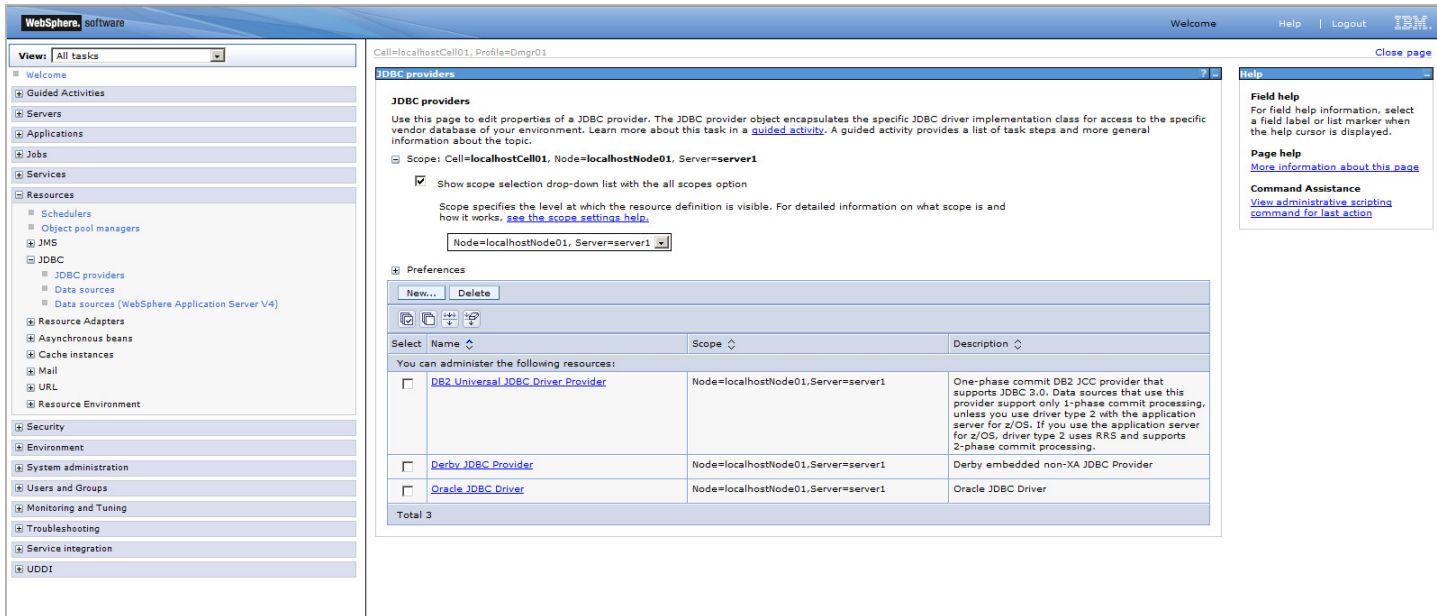 WebSphere. software
Welcome
Help | Logout
IBM.
View: All tasks
Welcome
Guided Activities
Servers
Applications
Jobs
Services
Resources
Schedulers
Object pool managers
JMS
JDBC
JDBC providers
Data sources
Data sources (WebSphere Application Server V4)
Resource Adapters
Asynchronous beans
Cache instances
Mail
URL
Resource Environment
Security
Environment
System administration
Users and Groups
Monitoring and Tuning
Troubleshooting
Service integration
UDDI
Cell=localhostCell01, Profile=Dmgr01
Close page
JDBC providers
?
JDBC providers
Use this page to edit properties of a JDBC provider. The JDBC provider object encapsulates the specific JDBC driver implementation class for access to the specific
vendor database of your environment. Learn more about this task in a guided activity. A guided activity provides a list of task steps and more general
information about the topic.
Scope: Cell=localhostCell01, Node=localhostNode01, Server=server1
Show scope selection drop-down list with the all scopes option
Scope specifies the level at which the resource definition is visible. For detailed information on what scope is and
how it works, see the scope settings help.
Node=localhostNode01, Server=server1
Preferences
New... Delete
Select Name Scope Description
You can administer the following resources:
DB2 Universal JDBC Driver Provider
Node=localhostNode01,Server=server1
One-phase commit DB2 JCC provider that
supports JDBC 3.0. Data sources that use this
provider support only 1-phase commit processing,
unless you use driver type 2 with the application
server for z/OS. If you use the application server
for z/OS, driver type 2 uses RRS and supports
2-phase commit processing.
Derby JDBC Provider
Node=localhostNode01,Server=server1
Derby embedded non-XA JDBC Provider
Oracle JDBC Driver
Node=localhostNode01,Server=server1
Oracle JDBC Driver
Total 3
Help
Field help
For field help information, select
a field label or list marker when
the help cursor is displayed.
Page help
More information about this page
Command Assistance
View administrative scripting
command for last action